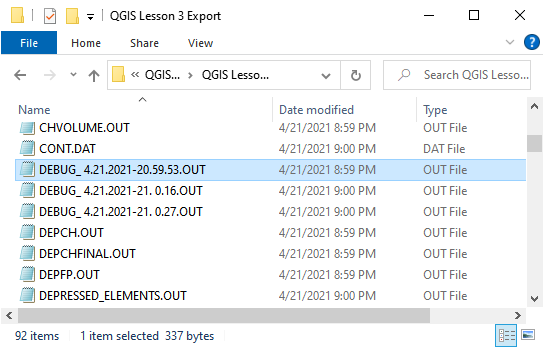 QGIS Lesson 3 Export
File Home Share View
QGIS... QGIS Lesso... Search QGIS Lesso...
Name Date modified Type
CHVOLUME.OUT 4/21/2021 8:59 PM OUT File
CONT.DAT 4/21/2021 9:00 PM DAT File
DEBUG_ 4.21.2021-20.59.53.OUT 4/21/2021 8:59 PM OUT File
DEBUG_ 4.21.2021-21. 0.16.OUT 4/21/2021 9:00 PM OUT File
DEBUG_ 4.21.2021-21. 0.27.OUT 4/21/2021 9:00 PM OUT File
DEPCH.OUT 4/21/2021 8:59 PM OUT File
DEPCHFINAL.OUT 4/21/2021 8:59 PM OUT File
DEPFP.OUT 4/21/2021 8:59 PM OUT File
DEPRESSED_ELEMENTS.OUT 4/21/2021 9:00 PM OUT File
92 items 1 item selected 337 bytes